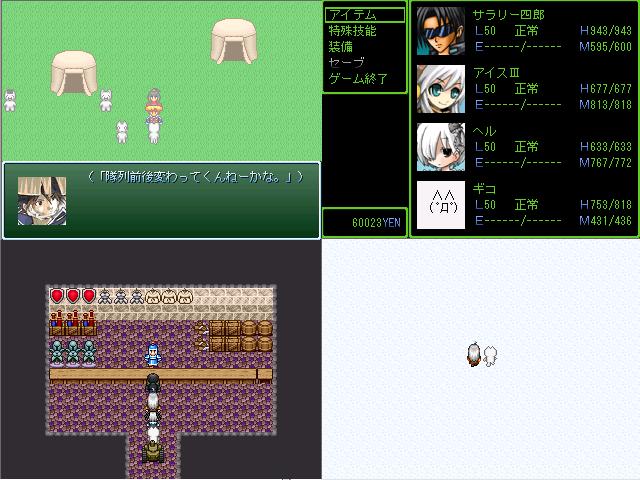 (「隊列前後変わってくんねーかな。」)
アイテム
特殊技能
装備
セーブ
ゲーム終了
60023YEN
サラリー四郎
L50 正常 H943/943
E------/------ M595/600
アイスⅢ
L50 正常 H677/677
E------/------ M818/818
ヘル
L50 正常 H633/633
E------/------ M767/772
ギコ
L50 正常 H753/818
E------/------ M431/436
∧∧
(ﾟДﾟ)